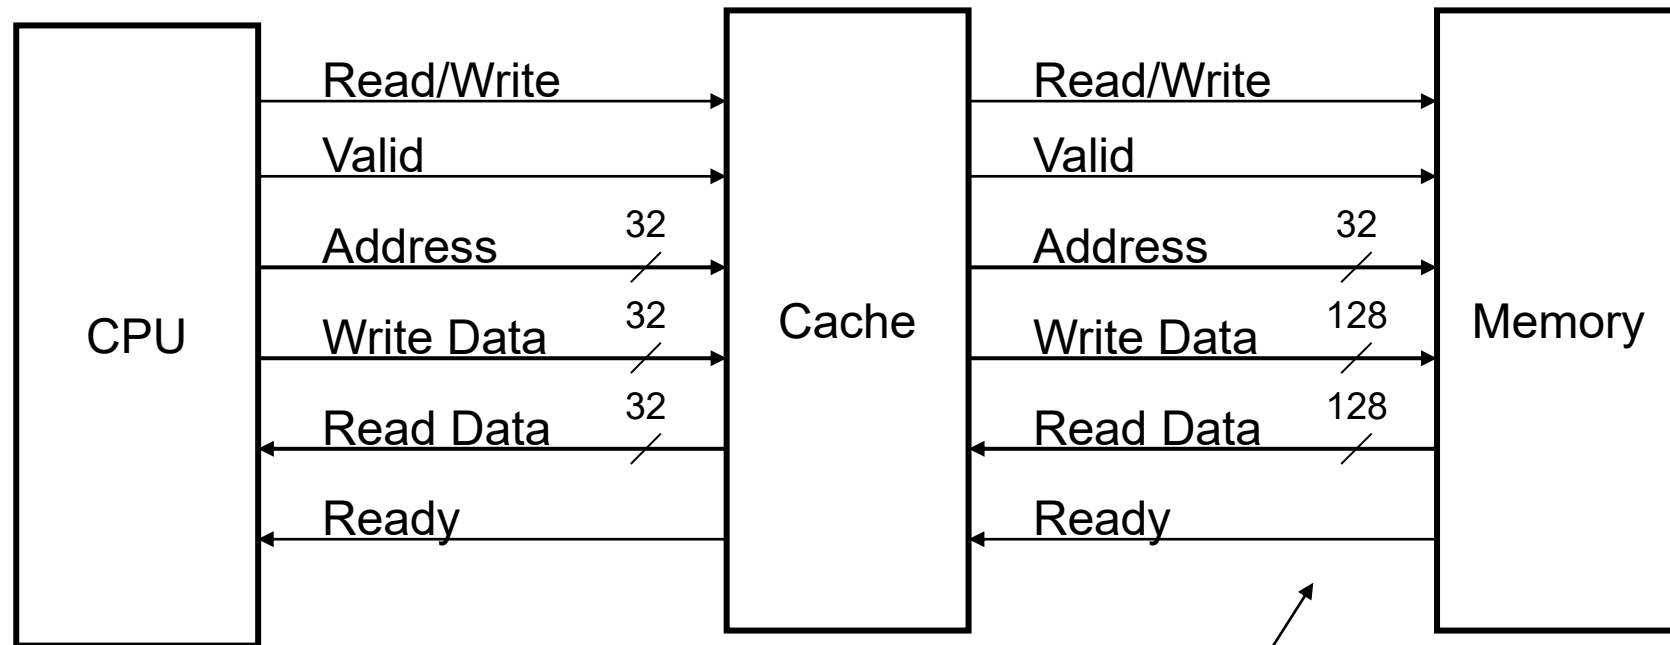 Read/Write
Read/Write
Valid
Valid
Address
32
Address
32
CPU
Write Data
32
Cache
Write Data
128
Memory
Read Data
32
Read Data
128
Ready
Ready